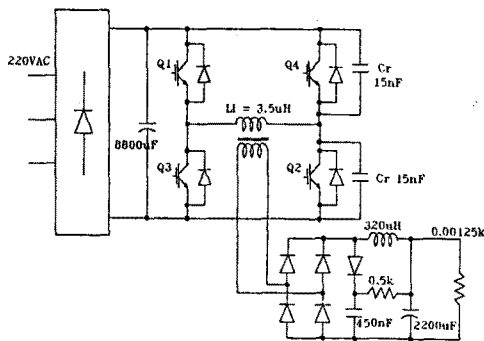 220VAC
8800uF
Q1
Q4
Cr
15nF
Ll = 3.5uH
Q3
Q2
Cr 15nF
320uH
0.00125k
0.5k
450nF
2200uF